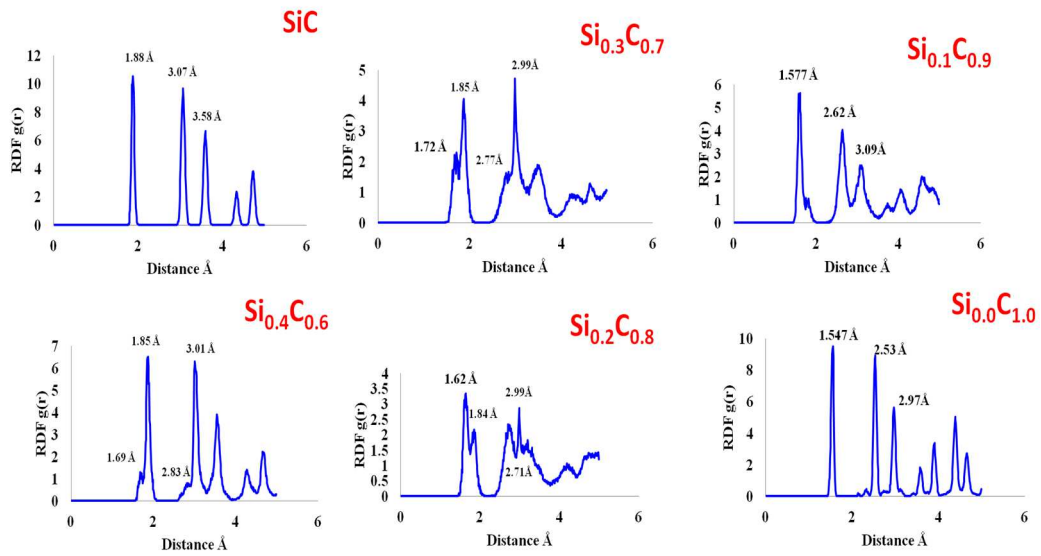 SiC
RDF g(r)
12
10
8
6
4
2
0
1.88 Å
3.07 Å
3.58 Å
0
2
4
6
Distance Å
Si0.3C0.7
RDF g(r)
5
4
3
2
1
0
1.72 Å
1.85 Å
2.77Å
2.99Å
0
2
4
6
Distance Å
Si0.1C0.9
RDF g(r)
6
5
4
3
2
1
0
1.577Å
2.62 Å
3.09Å
0
2
4
6
Distance Å
Si0.4C0.6
RDF g(r)
7
6
5
4
3
2
1
0
1.69 Å
1.85 Å
2.83 Å
3.01 Å
0
2
4
6
Distance Å
Si0.2C0.8
RDF g(r)
4
3.5
3
2.5
2
1.5
1
0.5
0
1.62 Å
1.84 Å
2.99Å
2.71Å
0
2
4
6
Distance Å
Si0.0C1.0
RDF g(r)
10
8
6
4
2
0
1.547Å
2.53 Å
2.97Å
0
2
4
6
Distance Å